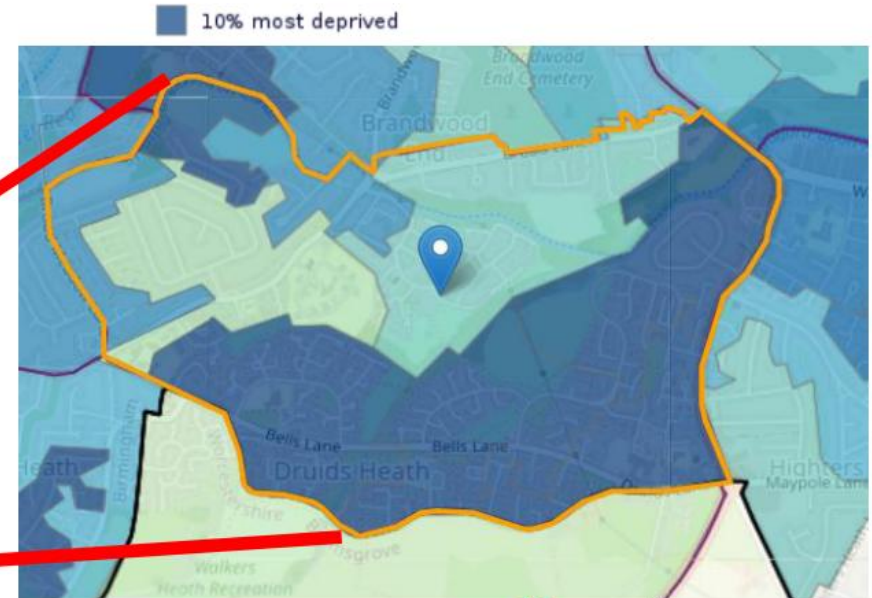 10% most deprived
Brandwood
End Cemetery
Brandwood
End
Bells Lane
Bells Lane
Druids Heath
Birmingham
Worcestershire
Heath
Highters
Maypole Lane
Walkers
Heath Recreation